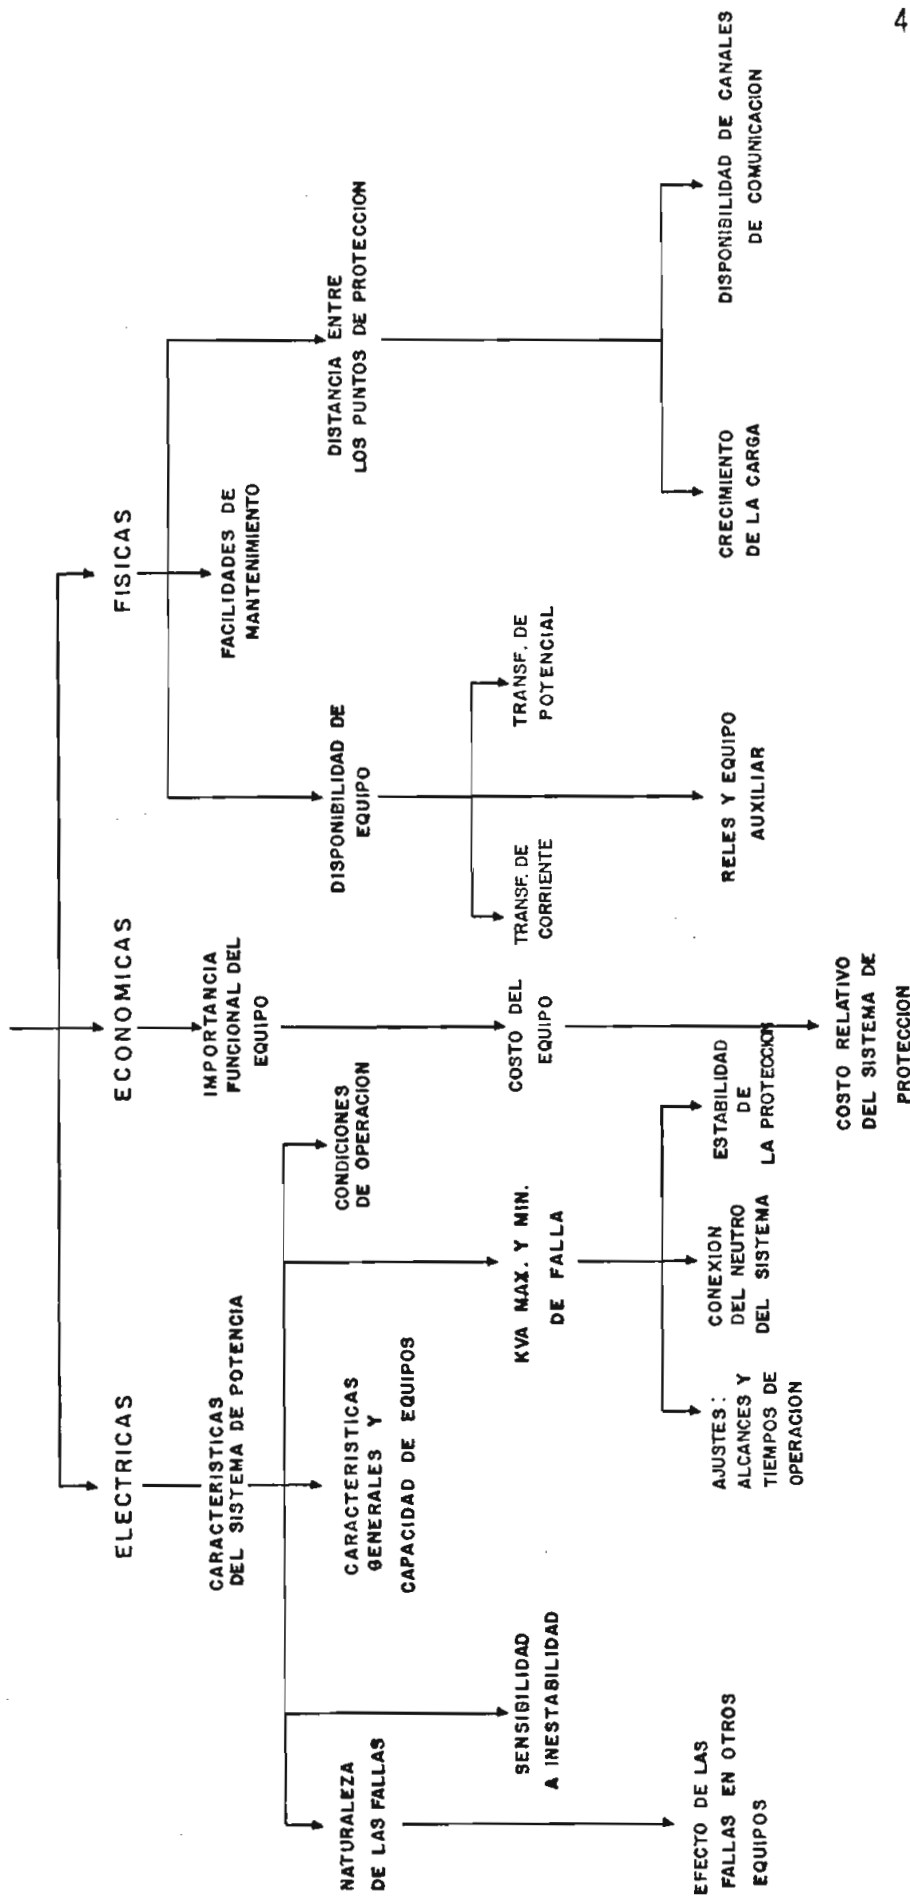 4
ELECTRICAS
ECONOMICAS
FISICAS
CARACTERISTICAS
DEL SISTEMA DE POTENCIA
IMPORTANCIA
FUNCIONAL DEL
EQUIPO
FACILIDADES DE
MANTENIMIENTO
NATURALEZA
DE LAS FALLAS
CARACTERISTICAS
GENERALES Y
CAPACIDAD DE EQUIPOS
CONDICIONES
DE OPERACION
DISPONIBILIDAD DE
EQUIPO
DISTANCIA ENTRE
LOS PUNTOS DE PROTECCION
SENSIBILIDAD
A INESTABILIDAD
KVA MAX. Y MIN.
DE FALLA
COSTO DEL
EQUIPO
TRANSF. DE
CORRIENTE
TRANSF. DE
POTENCIAL
EFECTO DE LAS
FALLAS EN OTROS
EQUIPOS
AJUSTES:
ALCANCES Y
TIEMPOS DE
OPERACION
CONEXION
DEL NEUTRO
DEL SISTEMA
ESTABILIDAD
DE
LA PROTECCION
RELES Y EQUIPO
AUXILIAR
CRECIMIENTO
DE LA CARGA
DISPONIBILIDAD DE CANALES
DE COMUNICACION
COSTO RELATIVO
DEL SISTEMA DE
PROTECCION